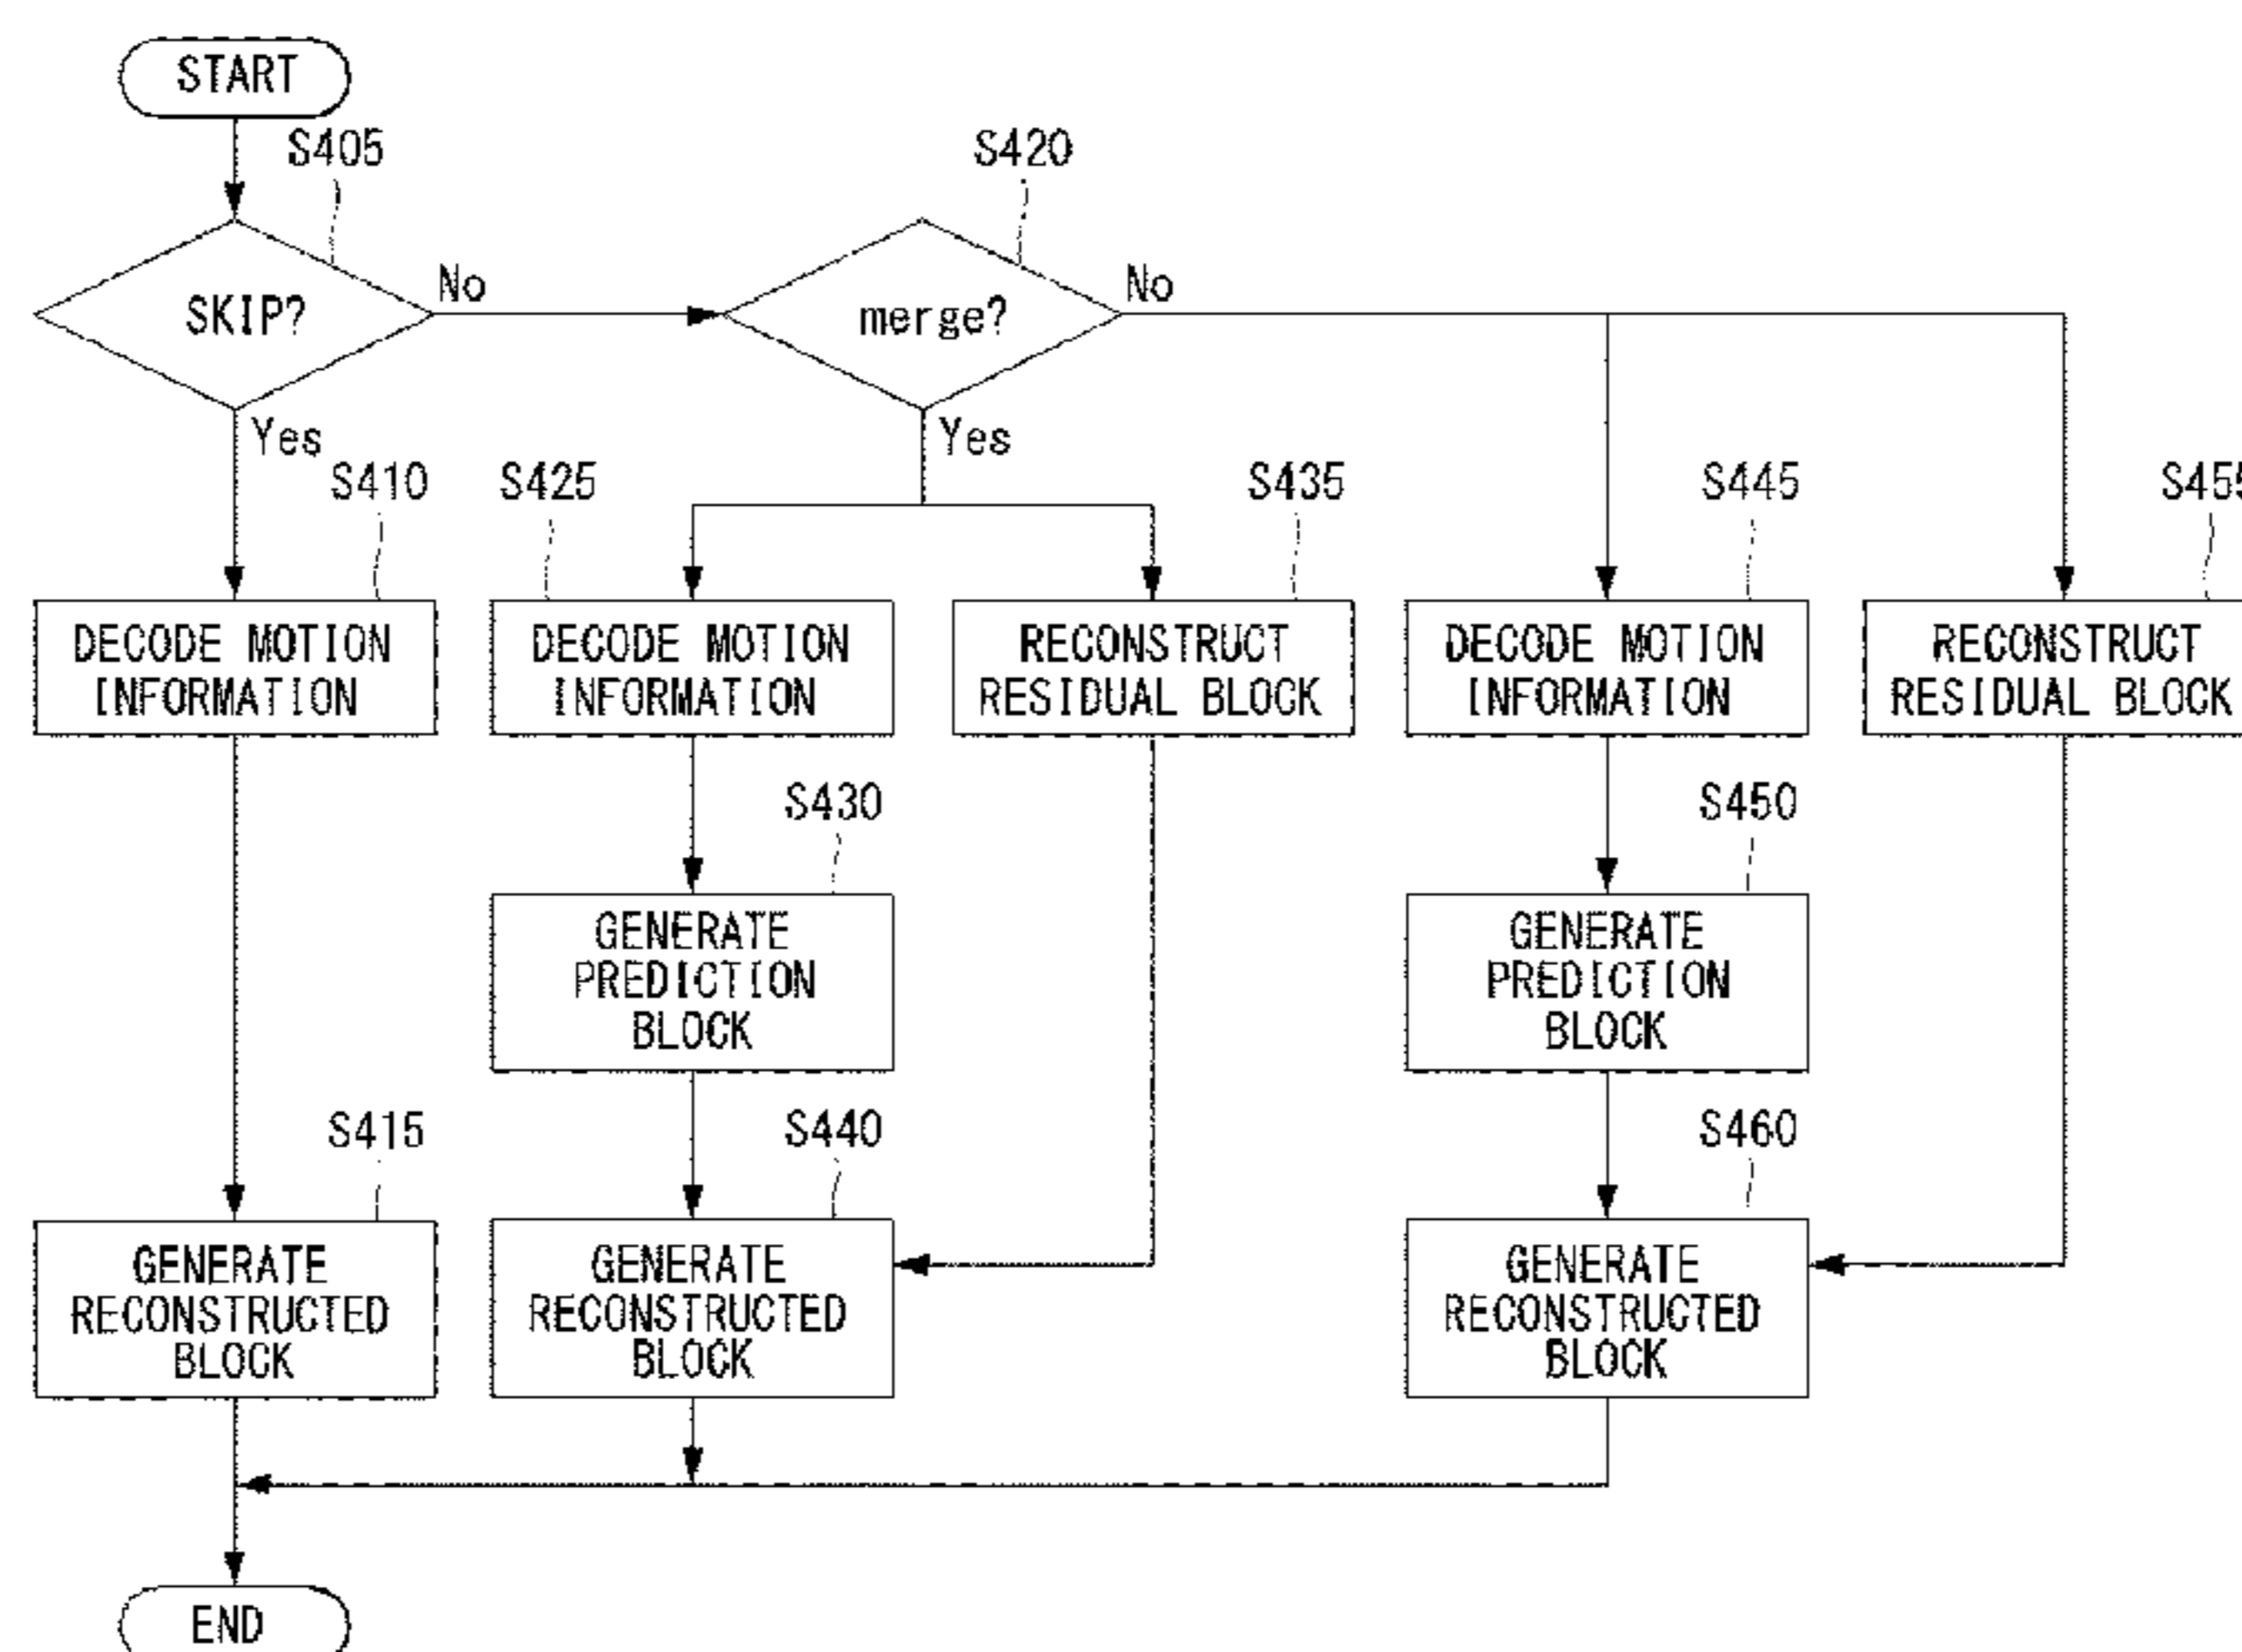 START
S405
S420
SKIP?
No
merge?
No
Yes
Yes
S410
S425
S435
S445
S455
DECODE MOTION
INFORMATION
DECODE MOTION
INFORMATION
RECONSTRUCT
RESIDUAL BLOCK
DECODE MOTION
INFORMATION
RECONSTRUCT
RESIDUAL BLOCK
S430
S450
GENERATE
PREDICTION
BLOCK
GENERATE
PREDICTION
BLOCK
S415
S440
S460
GENERATE
RECONSTRUCTED
BLOCK
GENERATE
RECONSTRUCTED
BLOCK
GENERATE
RECONSTRUCTED
BLOCK
END